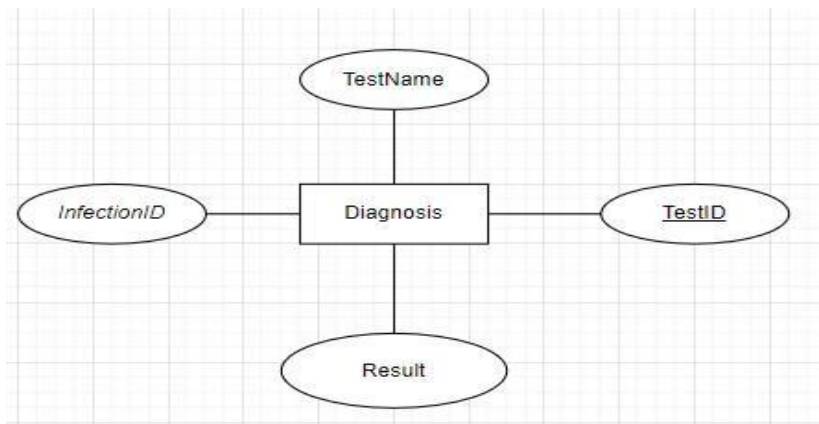 TestName
InfectionID
Diagnosis
TestID
Result